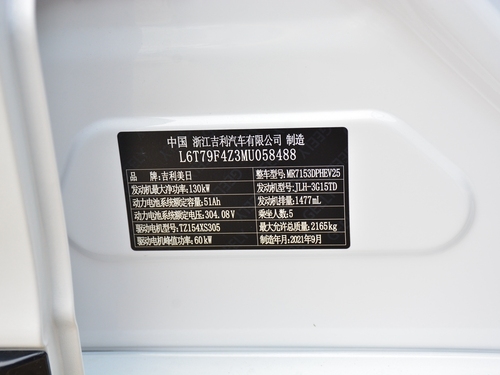 中国 浙江吉利汽车有限公司 制造
L6T79F4Z3MU058488
品 牌:吉利美日 整车型号:MR7153DPHEV25
发动机最大净功率:130kW 发动机型号:JLH-3G15TD
动力电池系统额定容量:51Ah 发动机排量:1477mL
动力电池系统额定电压:304.08V 乘坐人数:5
驱动电机型号:TZ154XS305 最大允许总质量:2165kg
驱动电机峰值功率:60kW 制造年月:2021年9月